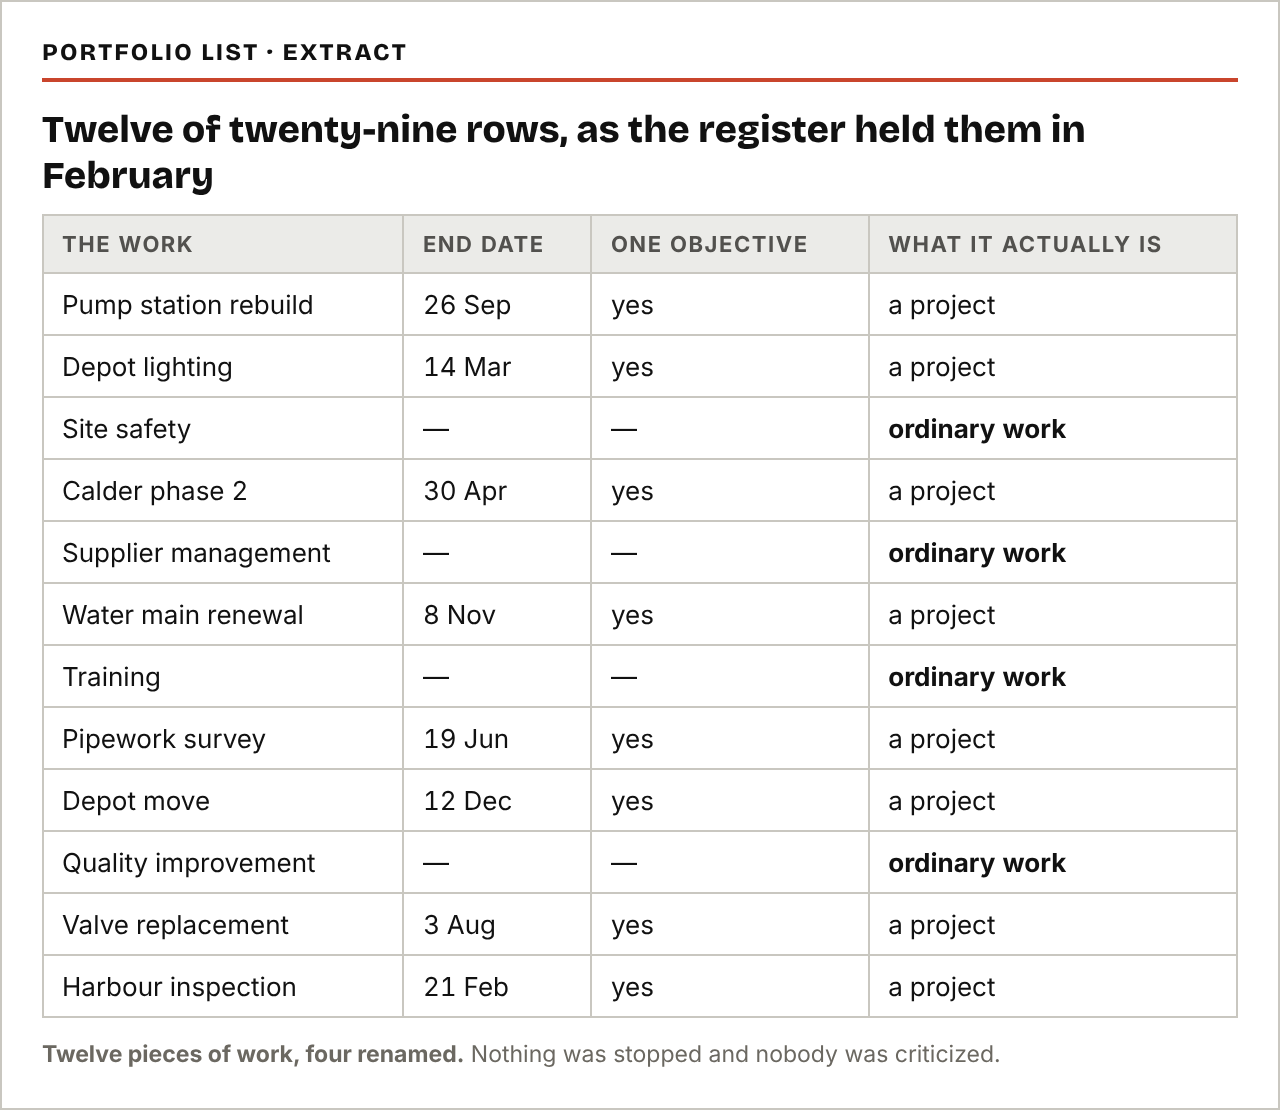 PORTFOLIO LIST · EXTRACT
Twelve of twenty-nine rows, as the register held them in
February
THE WORK END DATE ONE OBJECTIVE WHAT IT ACTUALLY IS
Pump station rebuild 26 Sep yes a project
Depot lighting 14 Mar yes a project
Site safety — — ordinary work
Calder phase 2 30 Apr yes a project
Supplier management — — ordinary work
Water main renewal 8 Nov yes a project
Training — — ordinary work
Pipework survey 19 Jun yes a project
Depot move 12 Dec yes a project
Quality improvement — — ordinary work
Valve replacement 3 Aug yes a project
Harbour inspection 21 Feb yes a project
Twelve pieces of work, four renamed. Nothing was stopped and nobody was criticized.